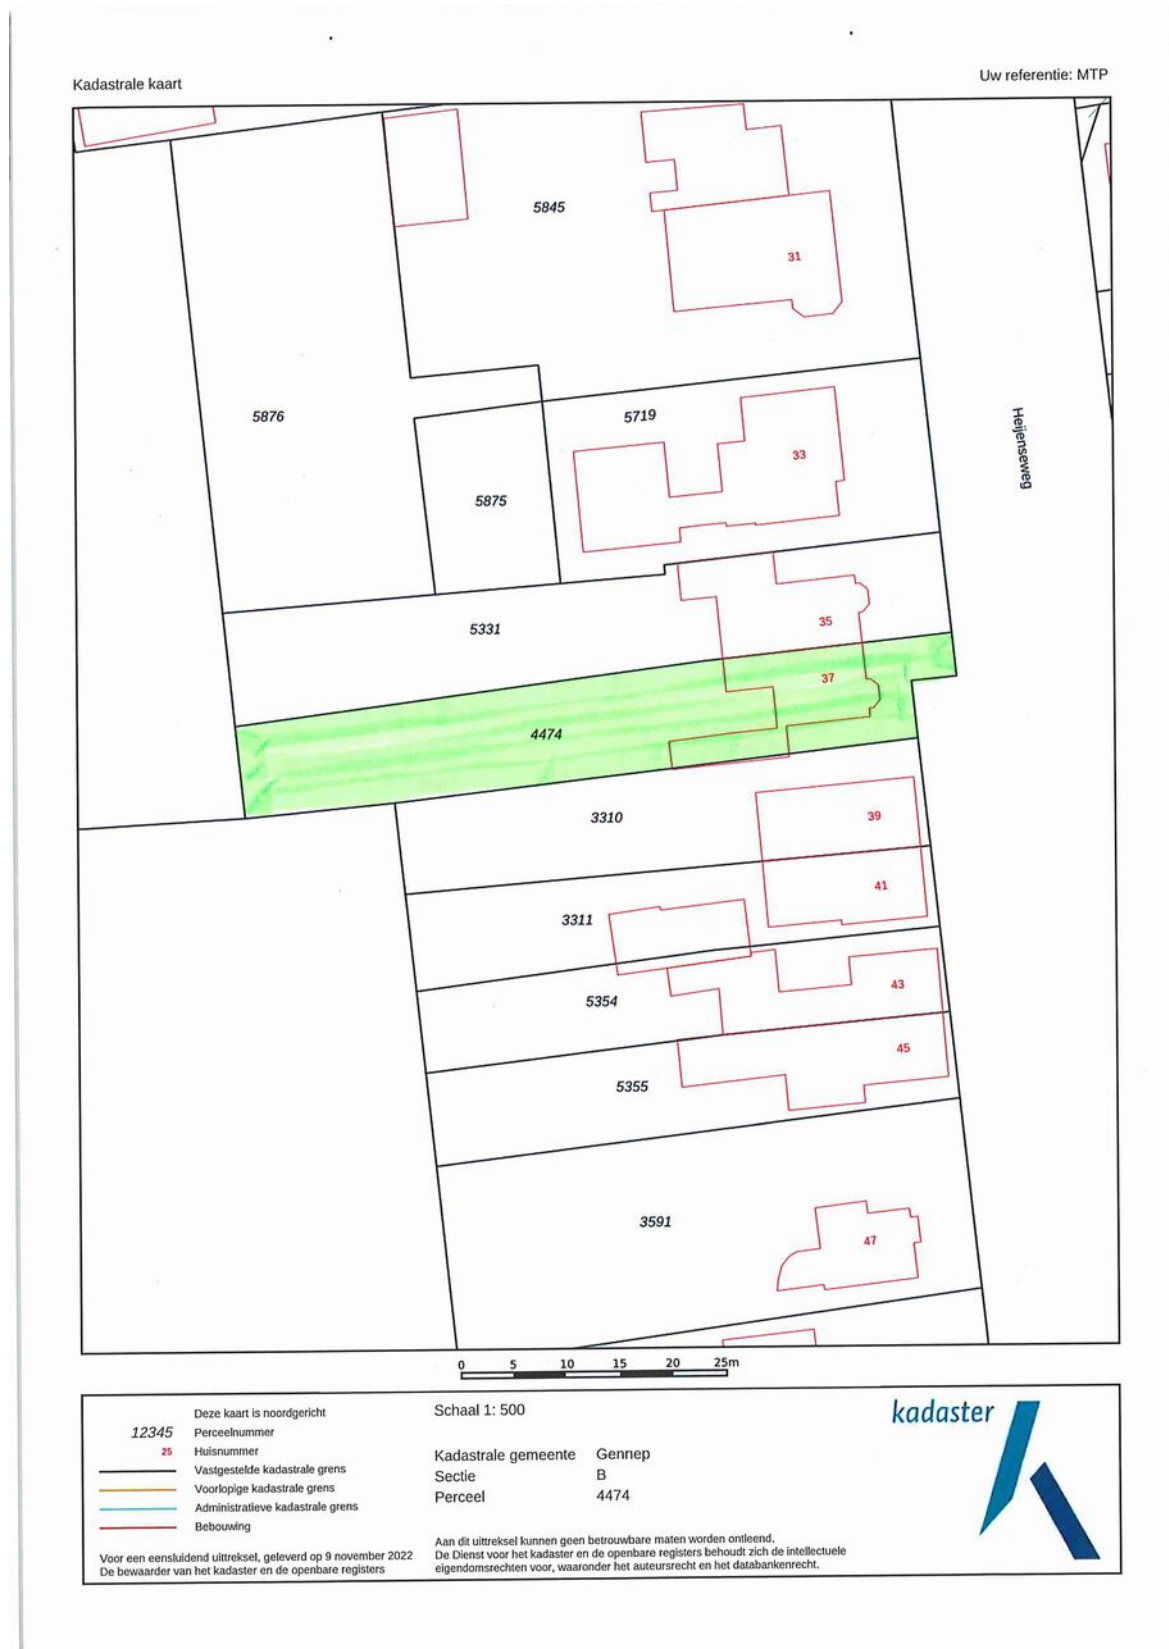 Kadastrale kaart
Uw referentie: MTP
5845
31
5876
5719
33
Heijenseweg
5875
5331
35
37
4474
3310
39
41
3311
5354
43
45
5355
3591
47
0 5 10 15 20 25m
Deze kaart is noordgericht
12345 Perceelnummer
25 Huisnummer
Vastgestelde kadastrale grens
Voorlopige kadastrale grens
Administratieve kadastrale grens
Bebouwing
Voor een eensluidend uittreksel, geleverd op 9 november 2022
De bewaarder van het kadaster en de openbare registers
Schaal 1: 500
Kadastrale gemeente Gennep
Sectie B
Perceel 4474
Aan dit uittreksel kunnen geen betrouwbare maten worden ontleend.
De Dienst voor het kadaster en de openbare registers behoudt zich de intellectuele
eigendomsrechten voor, waaronder het auteursrecht en het databankenrecht.
kadaster